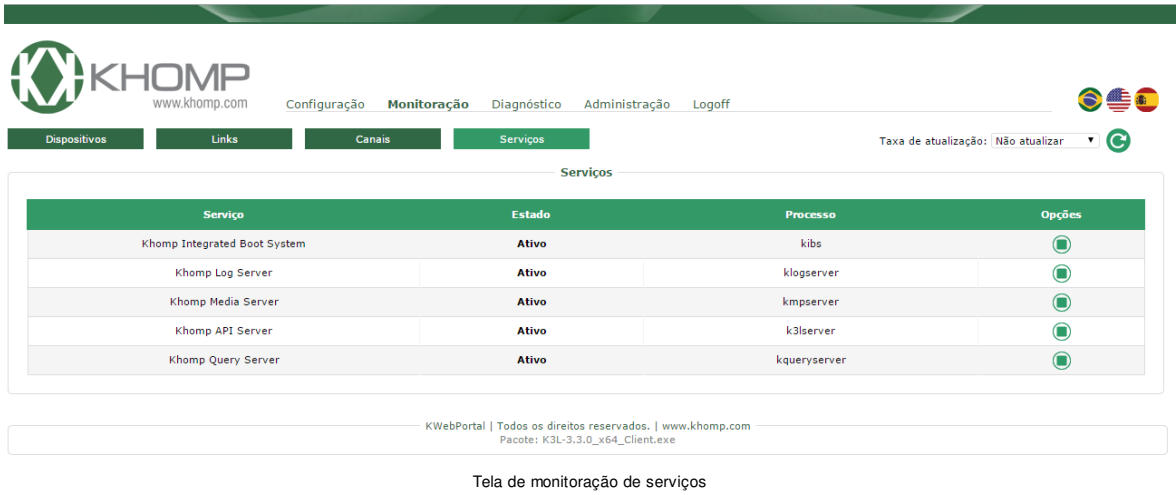 KHOMP
www.khomp.com
Configuração Monitoração Diagnóstico Administração Logoff
Dispositivos Links Canais Serviços Taxa de atualização: Não atualizar
Serviços
Serviço Estado Processo Opções
Khomp Integrated Boot System Ativo kibs
Khomp Log Server Ativo klogserver
Khomp Media Server Ativo kmpserver
Khomp API Server Ativo k3lserver
Khomp Query Server Ativo kqueryserver
KWebPortal | Todos os direitos reservados. | www.khomp.com
Pacote: K3L-3.3.0_x64_Client.exe
Tela de monitoração de serviços